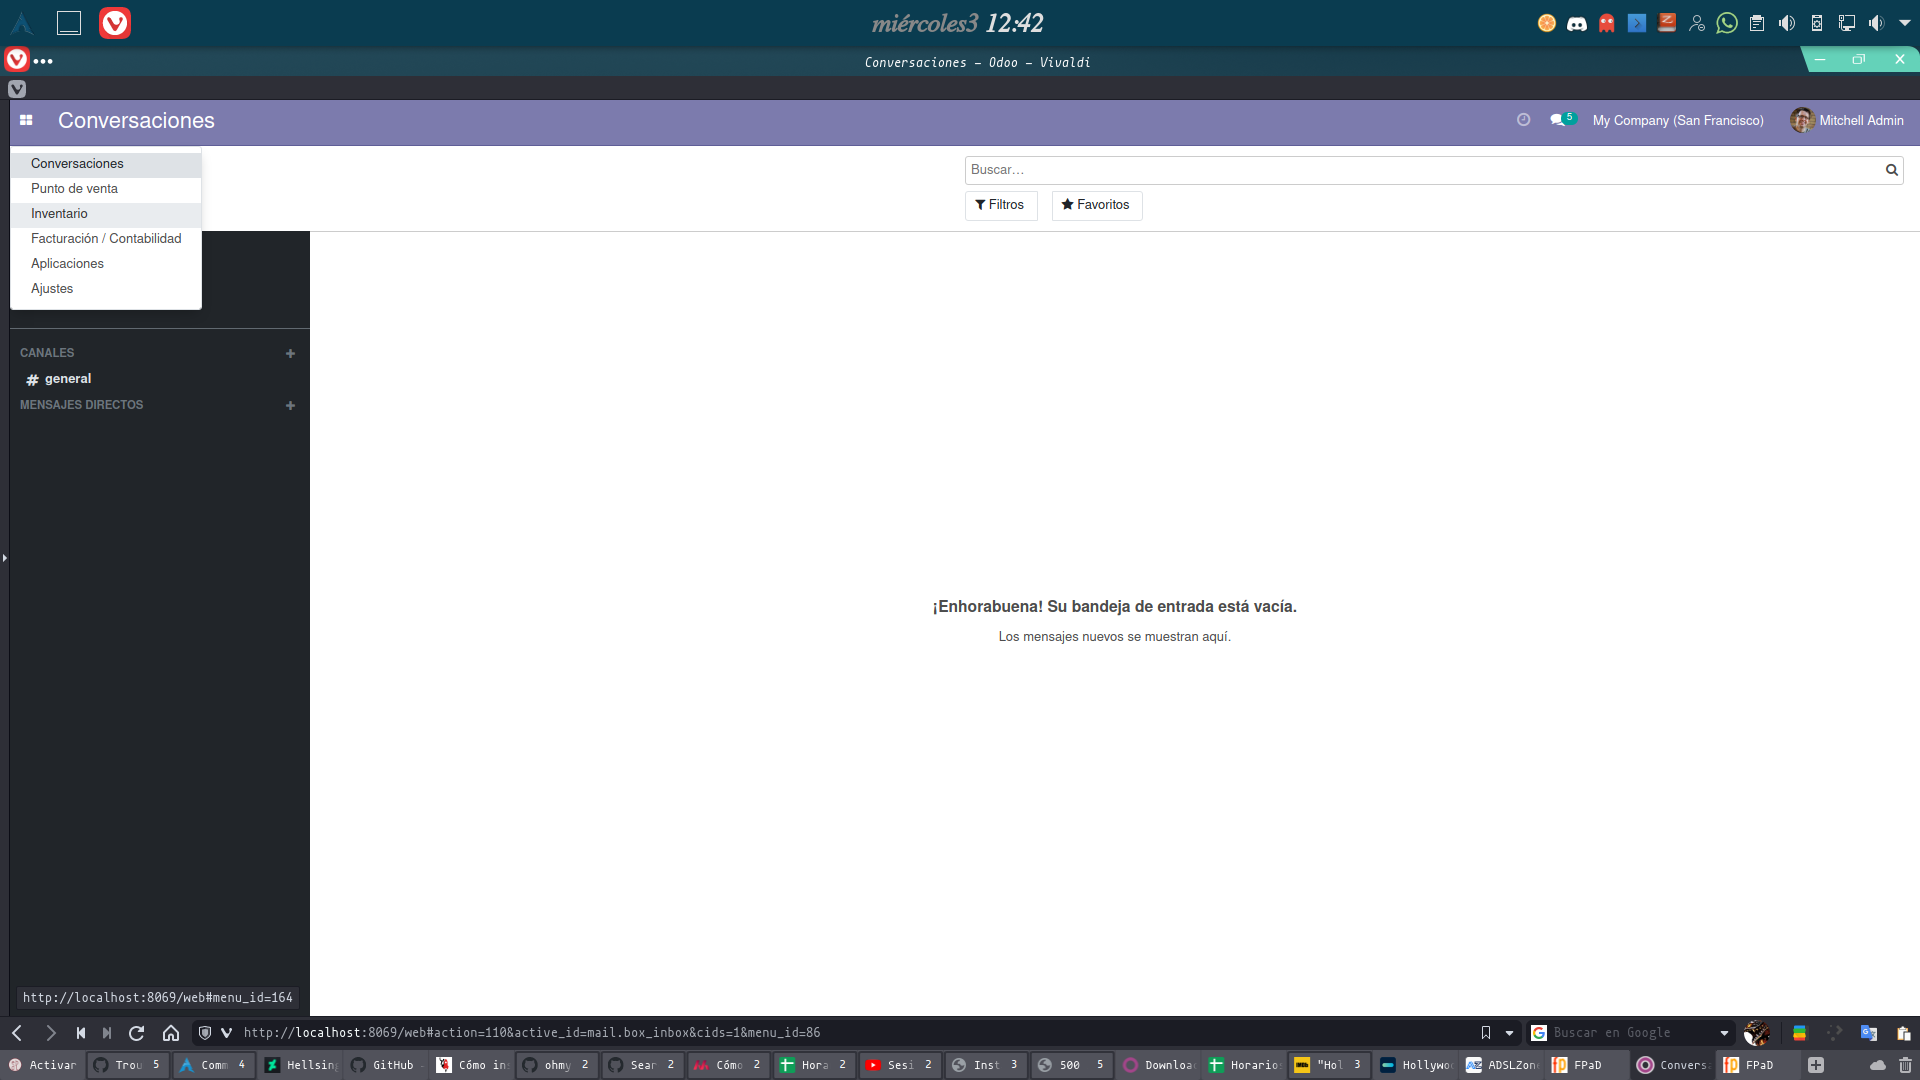 miércoles3 12:42
Conversaciones – Odoo – Vivaldi
Conversaciones
5
My Company (San Francisco)
Mitchell Admin
Conversaciones
Punto de venta
Inventario
Facturación / Contabilidad
Aplicaciones
Ajustes
Buscar...
Filtros
Favoritos
CANALES
# general
MENSAJES DIRECTOS
¡Enhorabuena! Su bandeja de entrada está vacía.
Los mensajes nuevos se muestran aquí.
http://localhost:8069/web#menu_id=164
http://localhost:8069/web#action=110&active_id=mail.box_inbox&cids=1&menu_id=86
Buscar en Google
Activar
Trou 5
Comm 4
Hellsing
GitHub
Cómo in
ohmy 2
Sear 2
Cómo 2
Hora 2
Sesi 2
Inst 3
500 5
Downloa
Horario
"Hol 3
Hollywo
ADSLZon
FPaD
Convers
FPaD